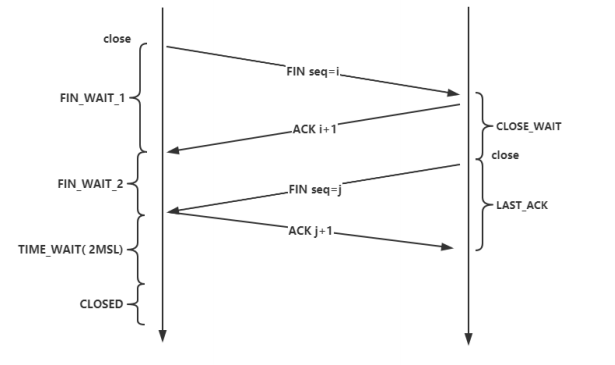 close
FIN seq=i
FIN_WAIT_1
ACK i+1
CLOSE_WAIT
close
FIN_WAIT_2
FIN seq=j
LAST_ACK
ACK j+1
TIME_WAIT( 2MSL)
CLOSED